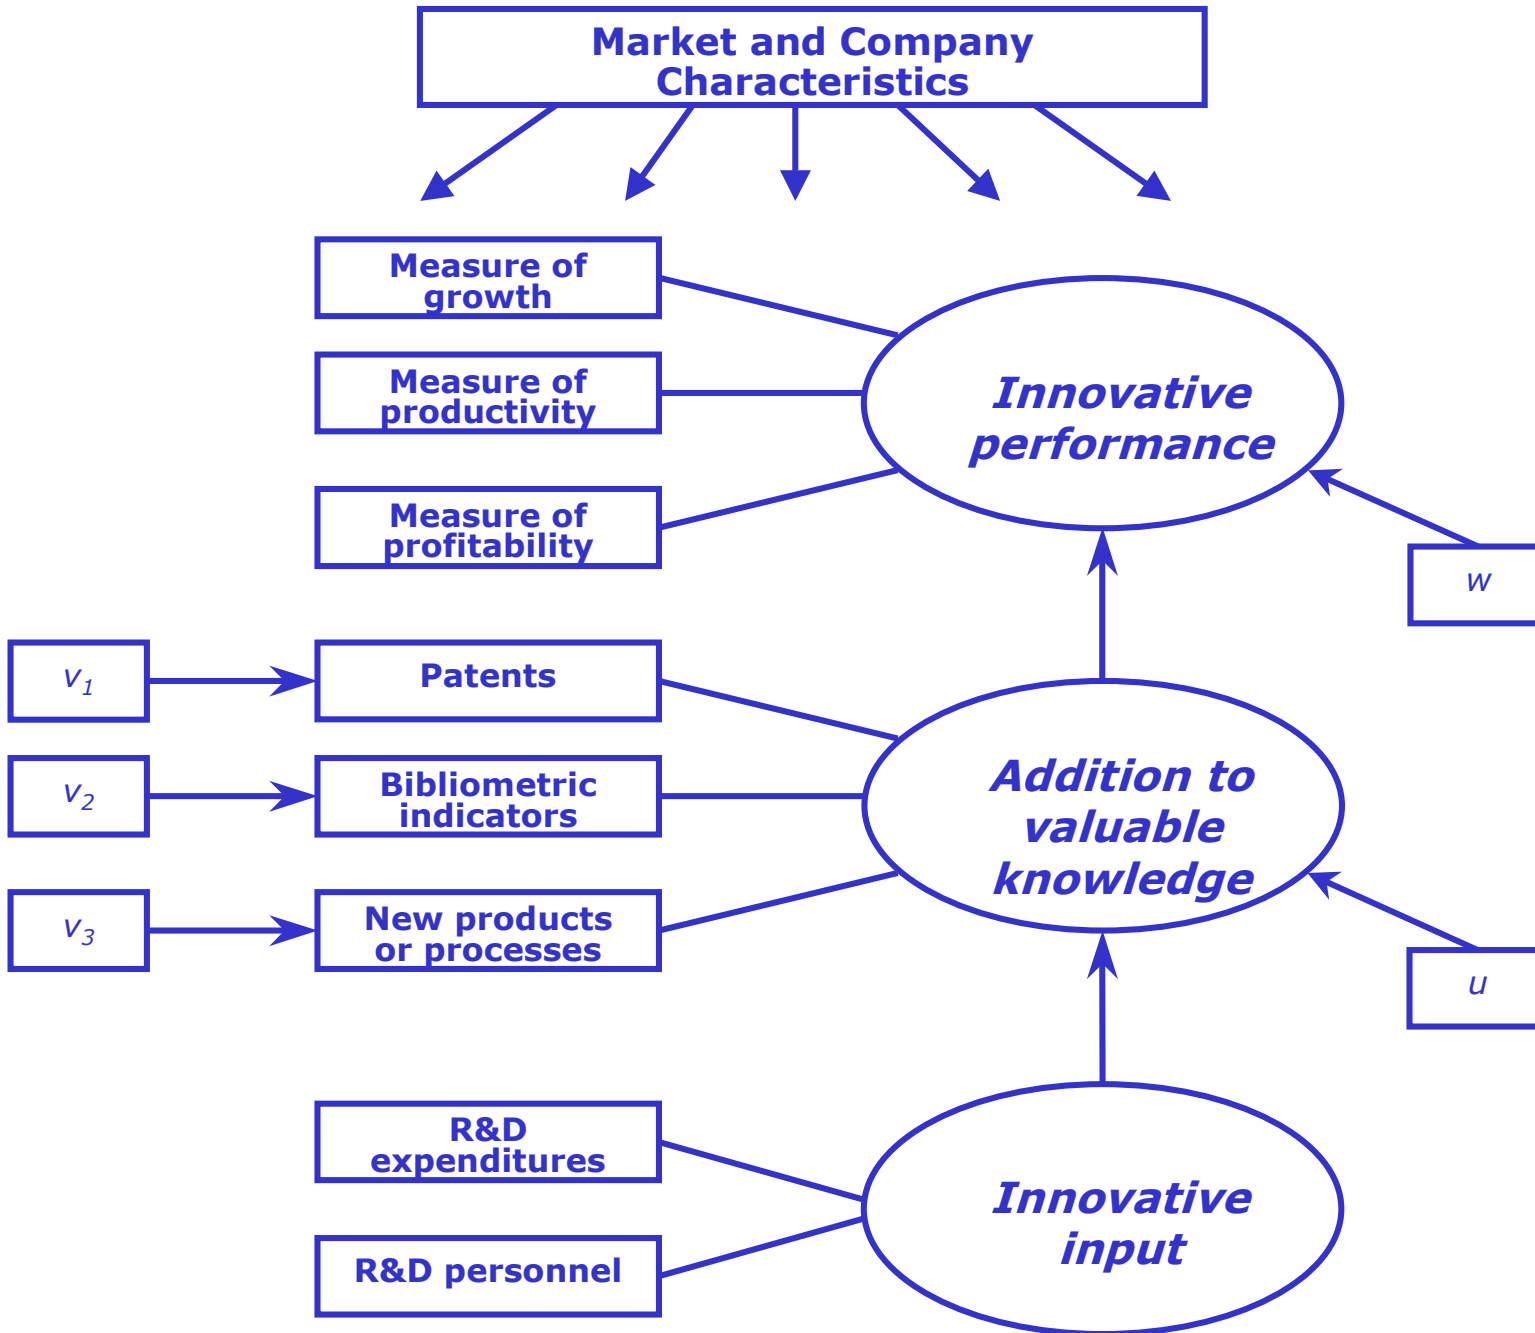 Market and Company
Characteristics
Measure of
growth
Measure of
productivity
Innovative
performance
Measure of
profitability
w
v1
Patents
v2
Bibliometric
indicators
Addition to
valuable
knowledge
v3
New products
or processes
u
R&D
expenditures
Innovative
input
R&D personnel